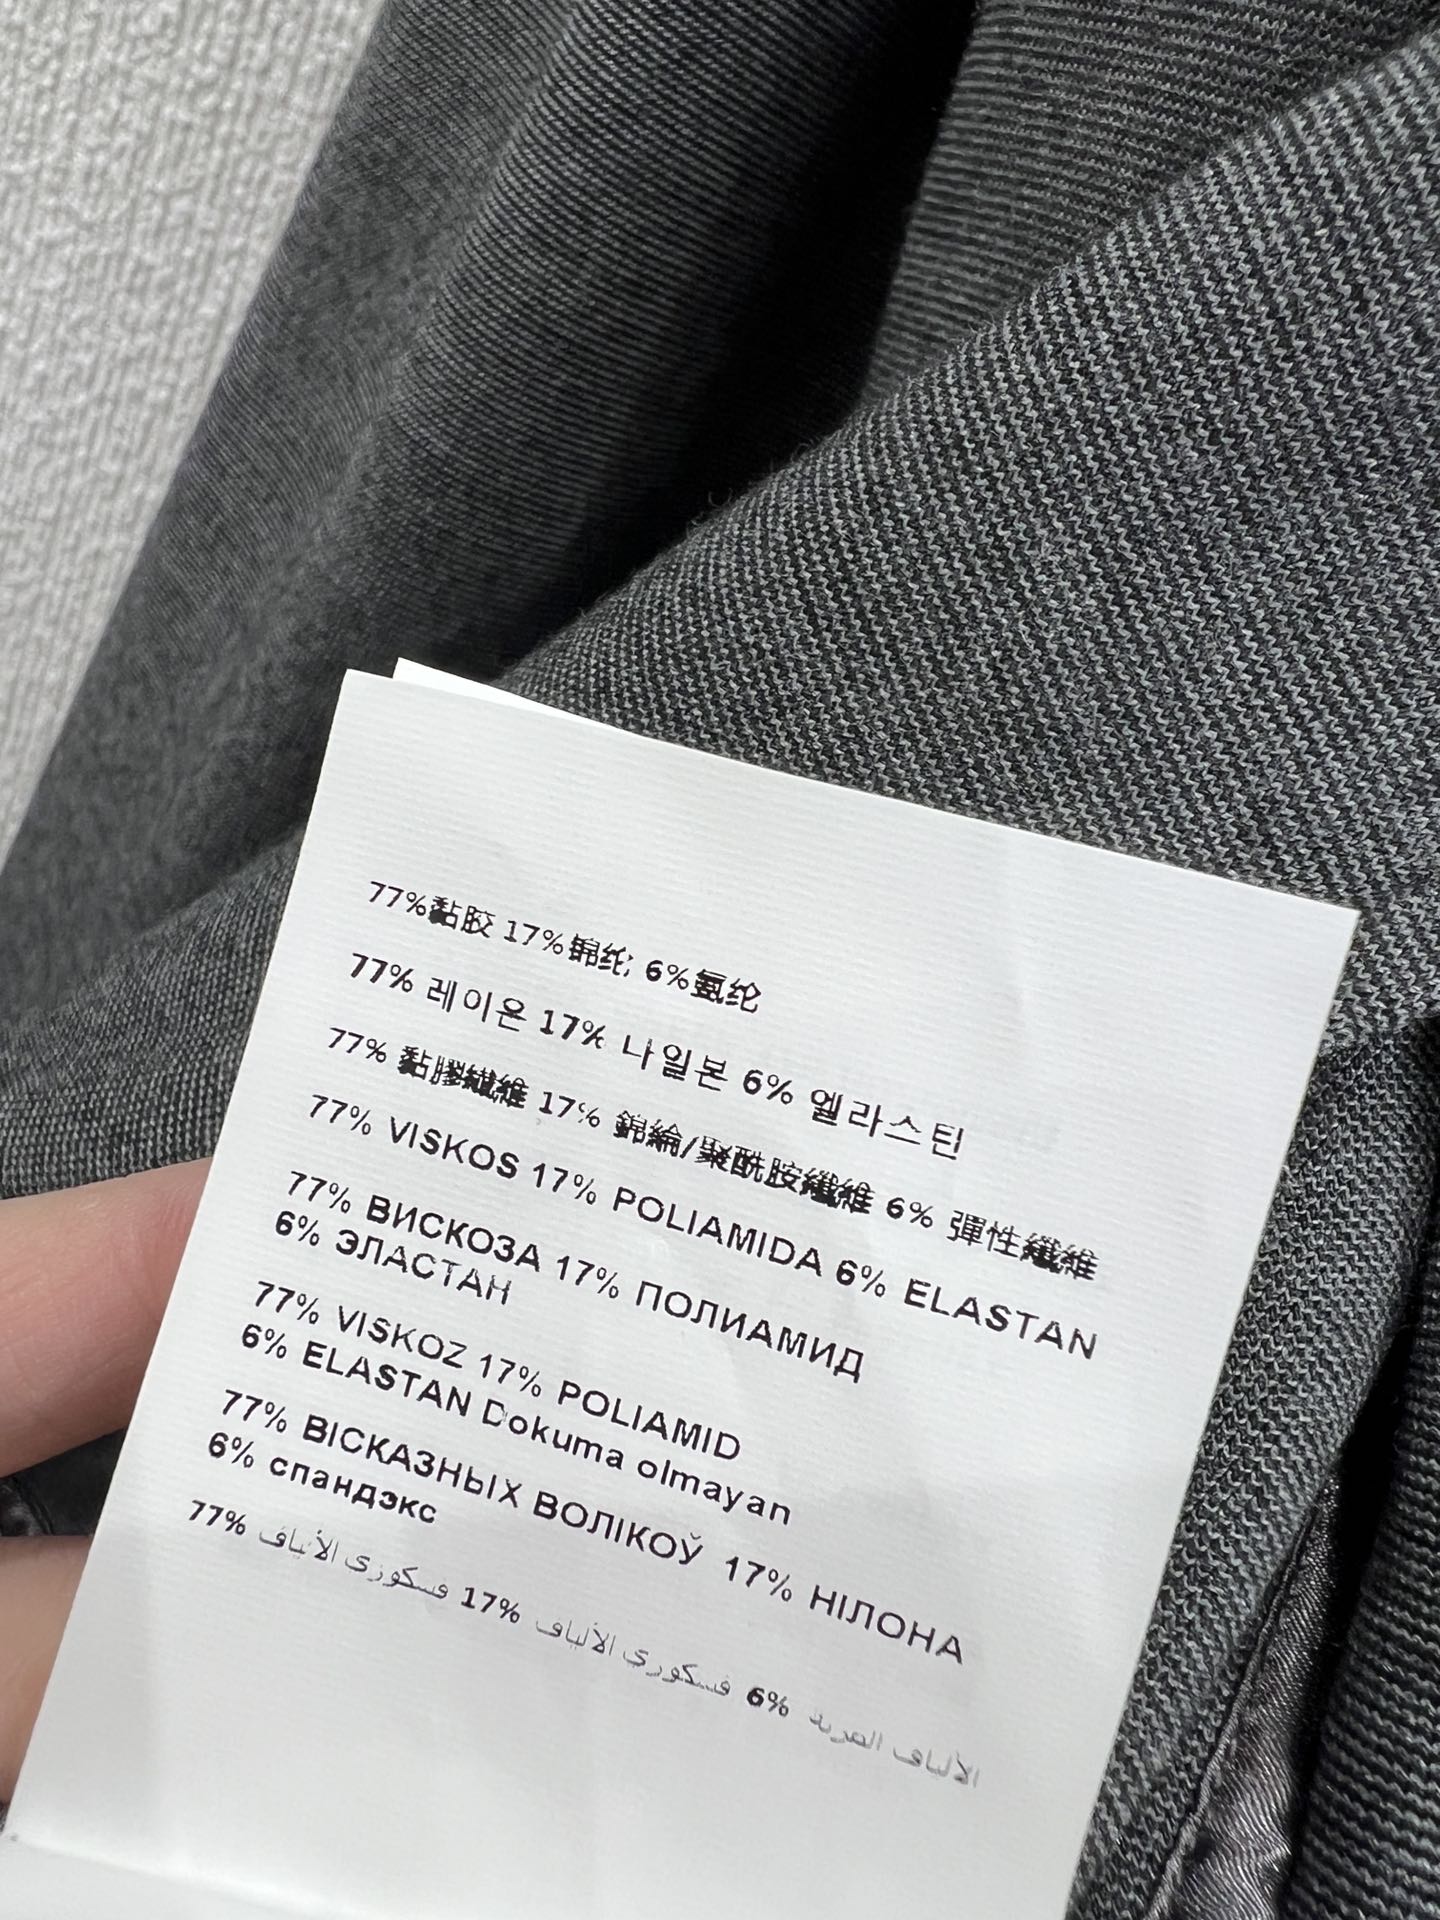 77%黏胶 17%锦纶; 6%氨纶
77% 레이온 17% 나일본 6% 엘라스틴
77% 黏膠纖維 17% 錦綸/聚酰胺纖維 6% 彈性纖維
77% VISKOS 17% POLIAMIDA 6% ELASTAN
77% ВИСКОЗА 17% ПОЛИАМИД
6% ЭЛАСТАН
77% VISKOZ 17% POLIAMID
6% ELASTAN Dokuma olmayan
77% ВІСКАЗНЫХ ВОЛІКОЎ 17% НІЛОНА
6% спандэкс
77% فسكوزي الألياف 17% فسكوري الألياف 6% الألياف المربه